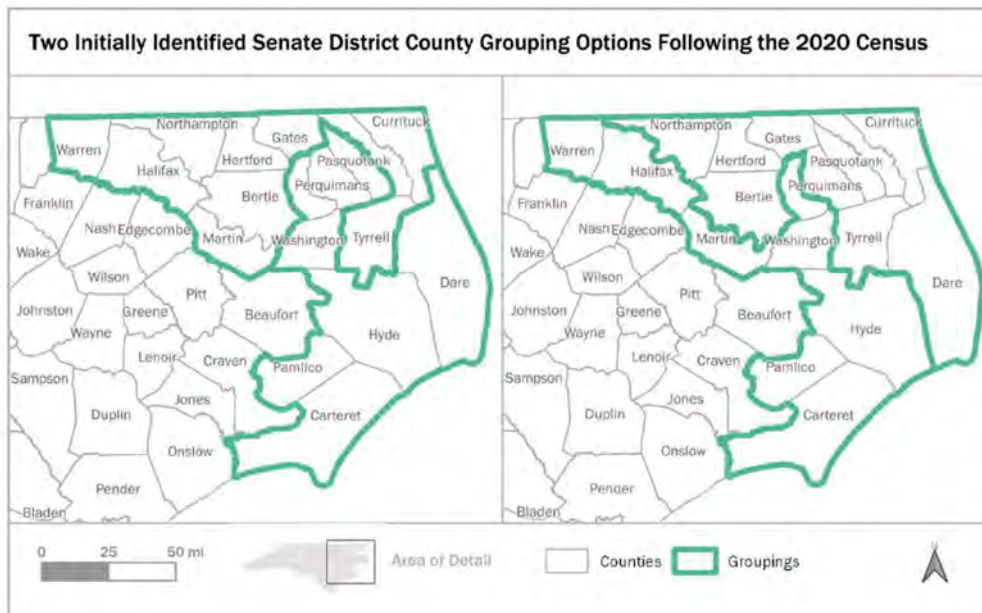 Two Initially Identified Senate District County Grouping Options Following the 2020 Census
Northampton
Currituck
Gates
Warren
Pasquotank
Hertford
Halifax
Perquimans
Bertie
Franklin
Nash
Edgecombe
Martin
Washington
Tyrrell
Wake
Wilson
Dare
Pitt
Johnston
Greene
Beaufort
Hyde
Wayne
Lenoir
Craven
Pamlico
Sampson
Jones
Carteret
Duplin
Onslow
Pender
Bladen
Northampton
Currituck
Gates
Warren
Pasquotank
Hertford
Halifax
Perquimans
Bertie
Franklin
Nash
Edgecombe
Martin
Washington
Tyrrell
Wake
Wilson
Dare
Pitt
Johnston
Greene
Beaufort
Hyde
Wayne
Lenoir
Craven
Pamlico
Sampson
Jones
Carteret
Duplin
Onslow
Pender
Bladen
0 25 50 mi
Area of Detail
Counties
Groupings
N